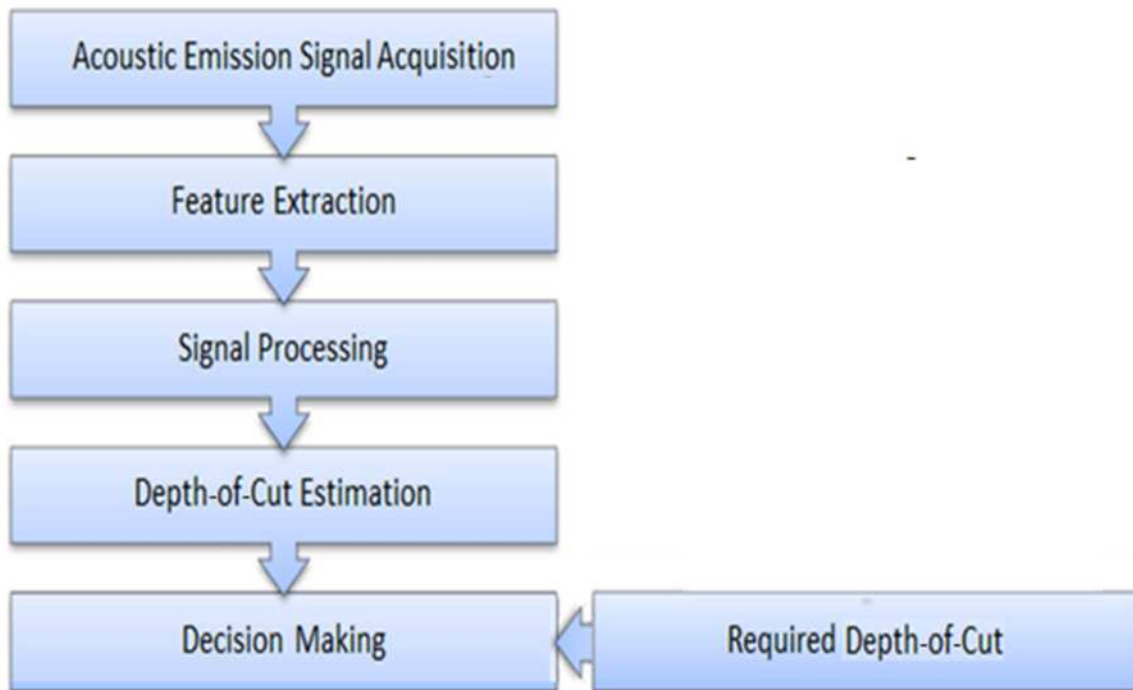 Acoustic Emission Signal Acquisition
Feature Extraction
Signal Processing
Depth-of-Cut Estimation
Decision Making
Required Depth-of-Cut